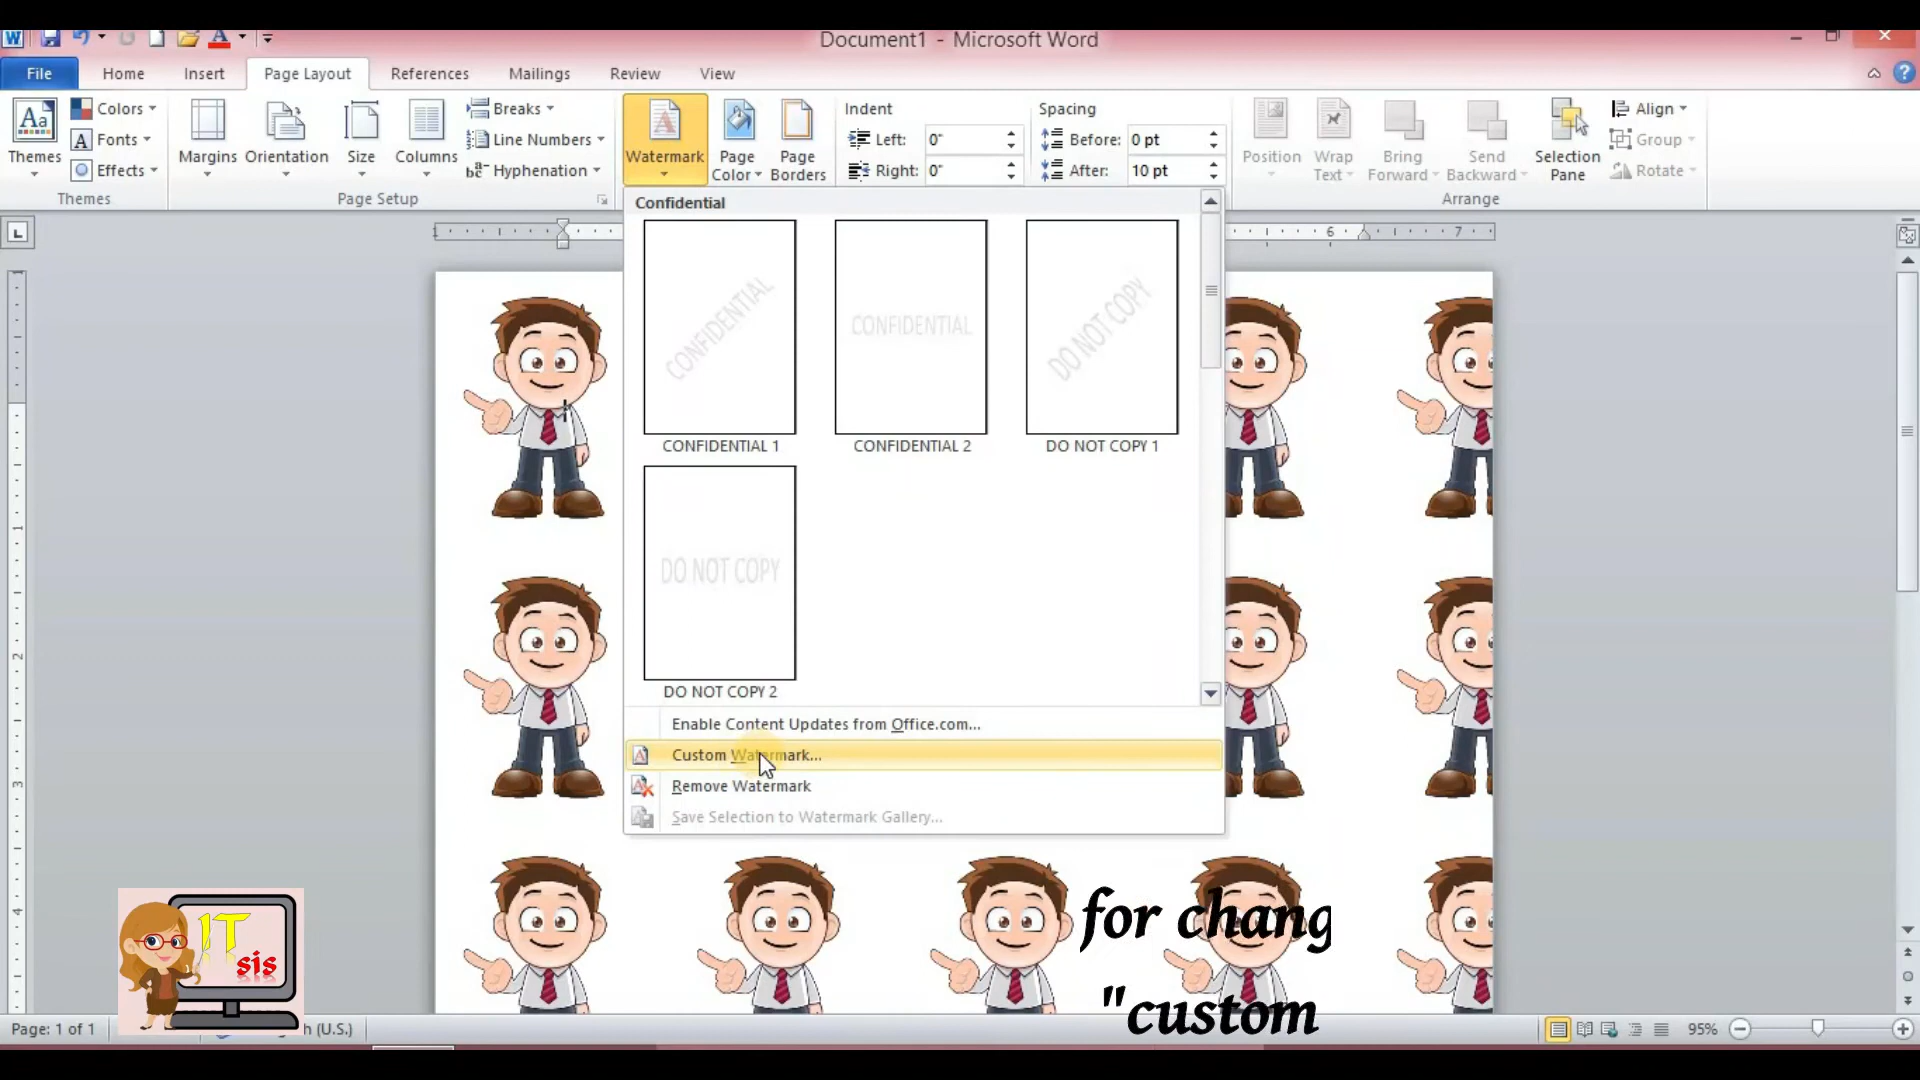 Document1 - Microsoft Word
File Home Insert Page Layout References Mailings Review View
Themes
Colors
Fonts
Effects
Themes
Margins
Orientation
Size
Columns
Breaks
Line Numbers
Hyphenation
Page Setup
Watermark
Page Color
Page Borders
Indent
Left: 0"
Right: 0"
Spacing
Before: 0 pt
After: 10 pt
Position
Wrap Text
Bring Forward
Send Backward
Selection Pane
Align
Group
Rotate
Arrange
Confidential
CONFIDENTIAL
CONFIDENTIAL
DO NOT COPY
CONFIDENTIAL 1
CONFIDENTIAL 2
DO NOT COPY 1
DO NOT COPY
DO NOT COPY 2
Enable Content Updates from Office.com...
Custom Watermark...
Remove Watermark
Save Selection to Watermark Gallery...
for chang
"custom
IT
sis
Page: 1 of 1
(U.S.)
95%